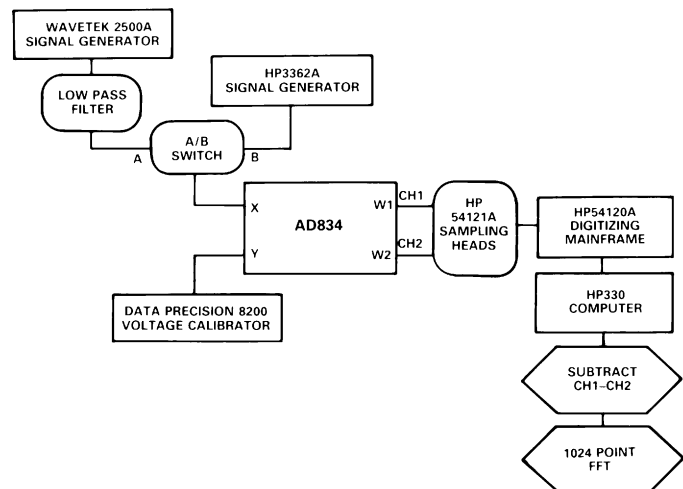 WAVETEK 2500A
SIGNAL GENERATOR
HP3362A
SIGNAL GENERATOR
LOW PASS
FILTER
A/B
SWITCH
A
B
X
Y
AD834
W1
W2
CH1
CH2
HP
54121A
SAMPLING
HEADS
HP54120A
DIGITIZING
MAINFRAME
DATA PRECISION 8200
VOLTAGE CALIBRATOR
HP330
COMPUTER
SUBTRACT
CH1–CH2
1024 POINT
FFT